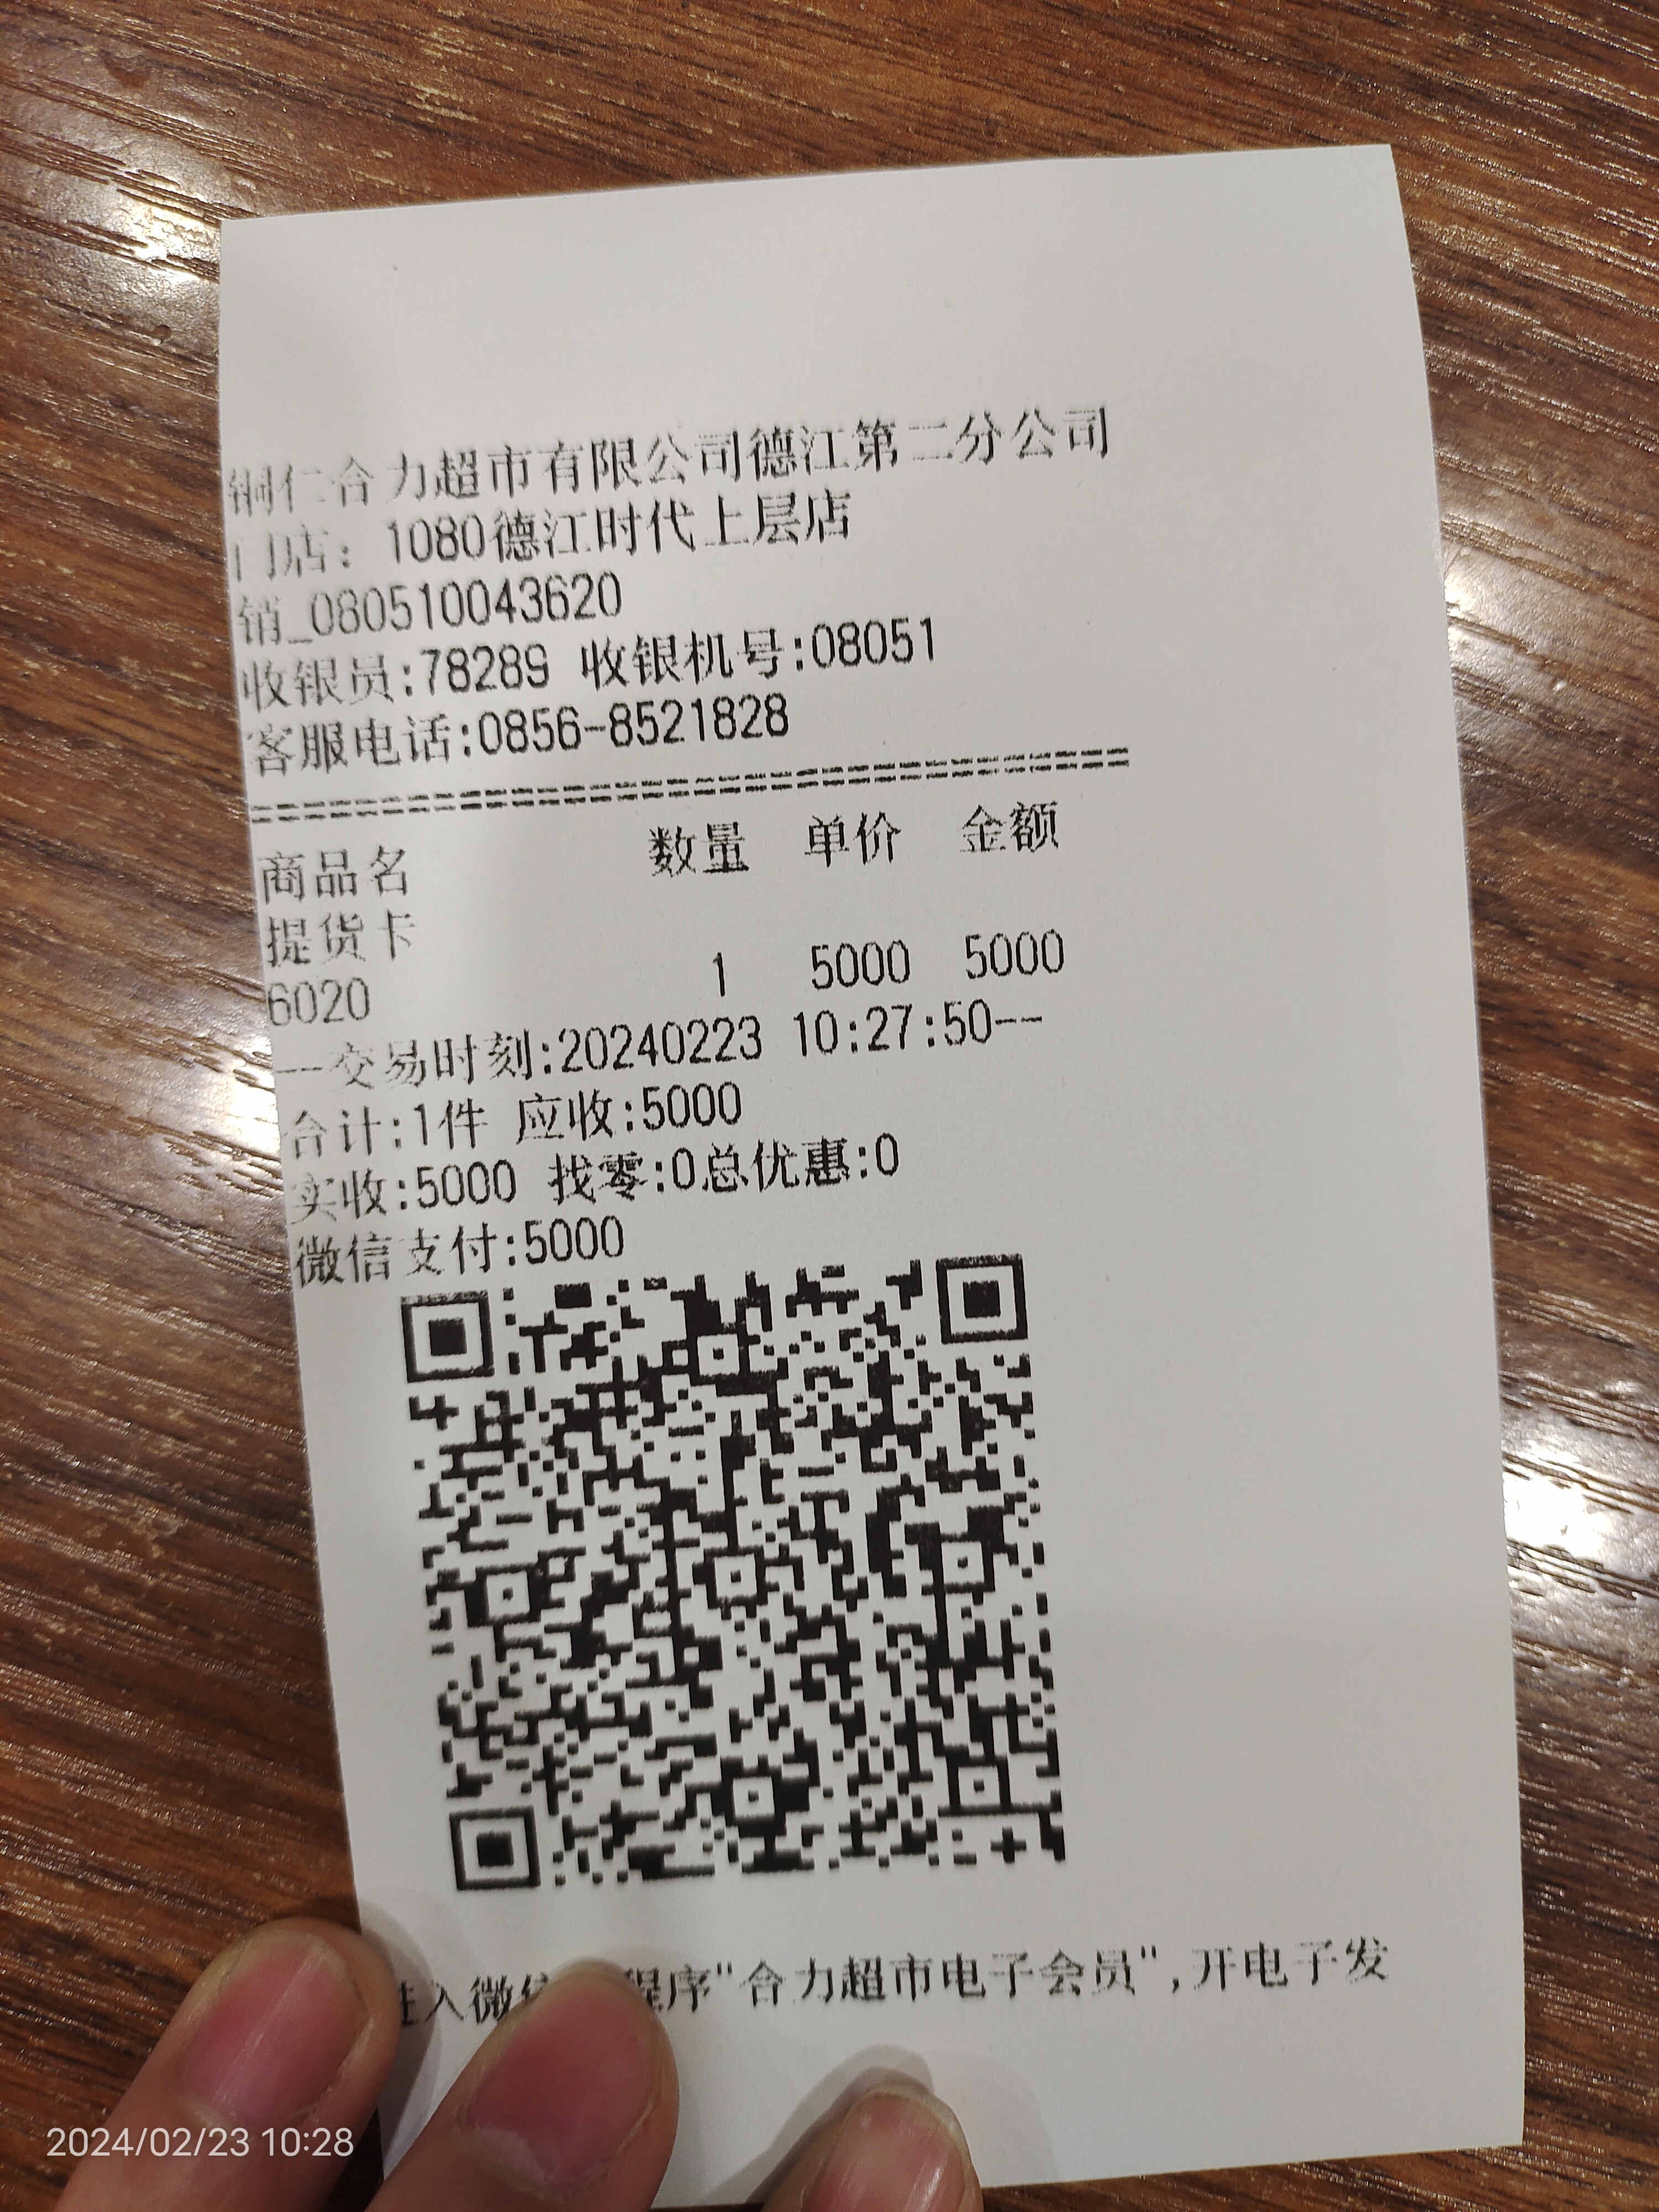 铜仁合力超市有限公司德江第二分公司
门店：1080德江时代上层店
销_080510043620
收银员:78289 收银机号:08051
客服电话:0856-8521828
==================================
商品名 数量 单价 金额
提货卡
6020 1 5000 5000
--交易时刻:20240223 10:27:50--
合计:1件 应收:5000
实收:5000 找零:0总优惠:0
微信支付:5000
进入微信 程序"合力超市电子会员",开电子发
2024/02/23 10:28